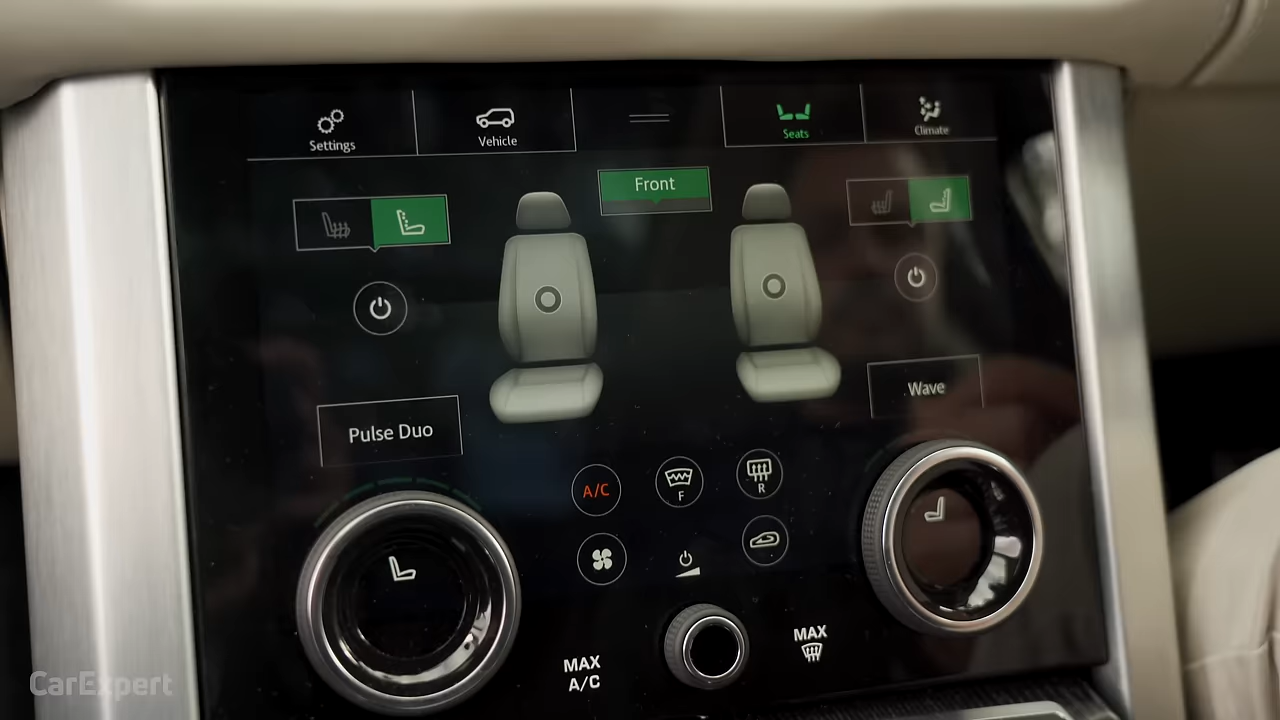 Settings
Vehicle
Seats
Climate
Front
Pulse Duo
Wave
A/C
F
R
MAX
A/C
MAX
CarExpert